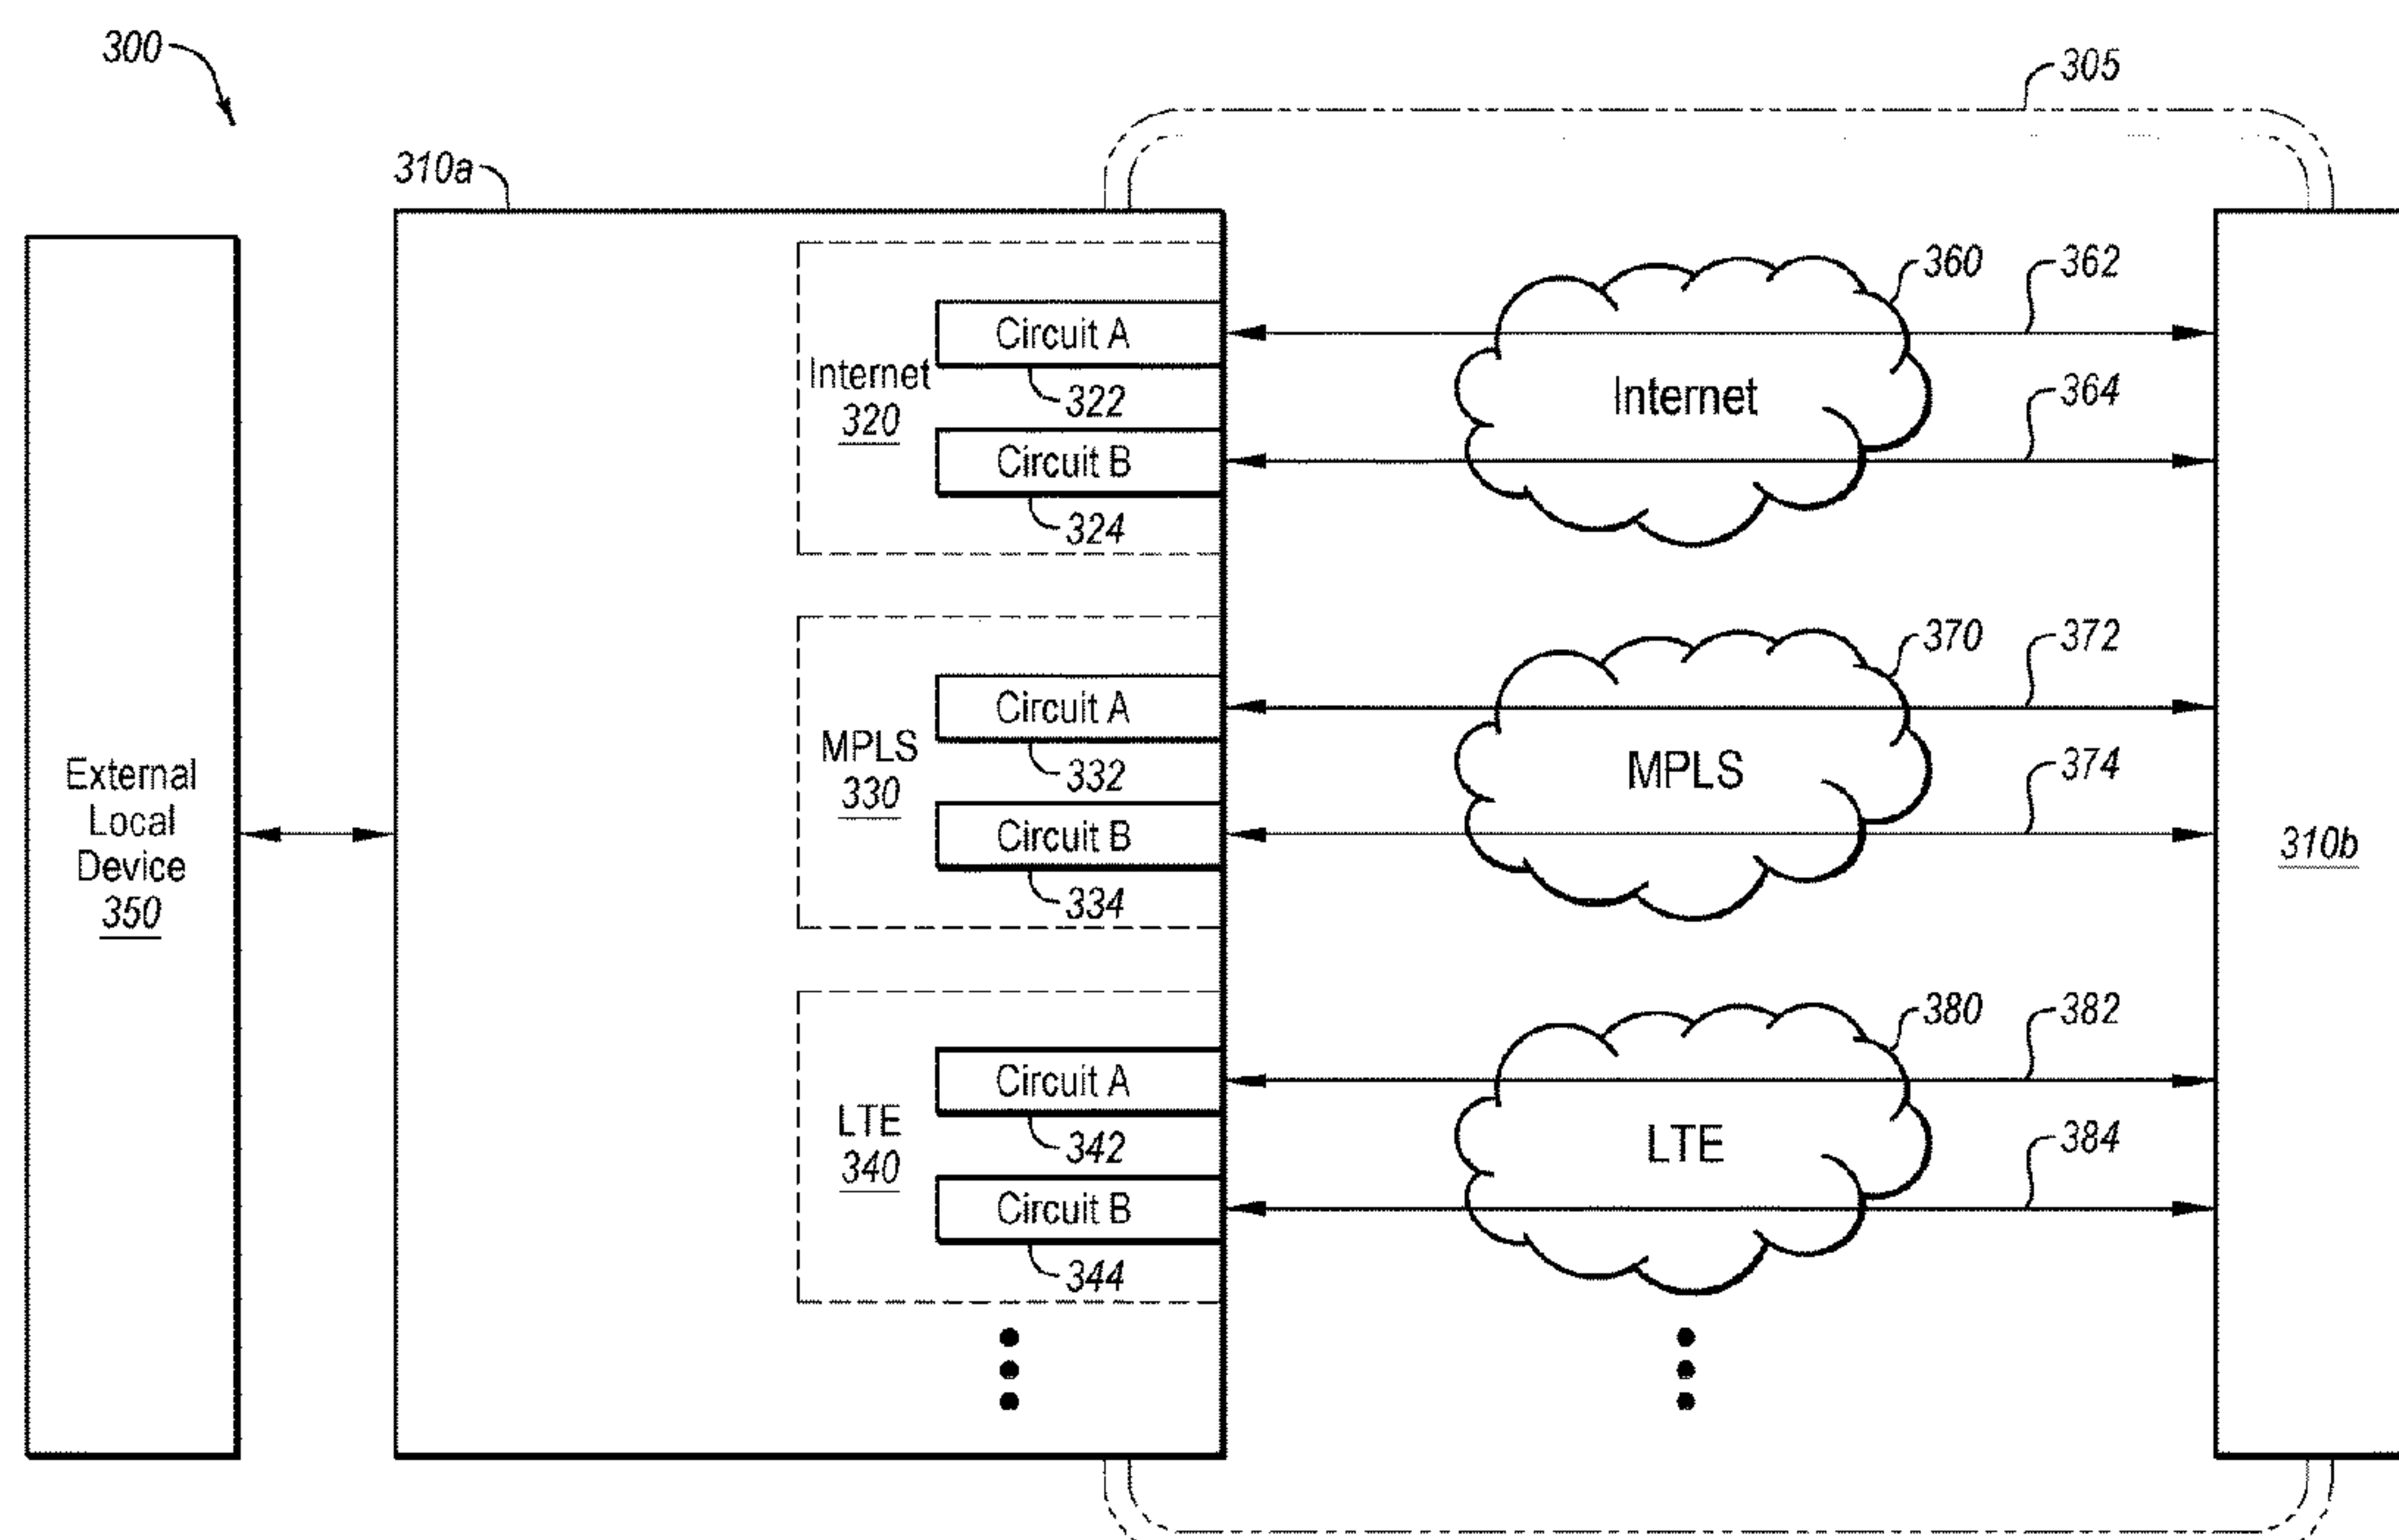 300
305
310a
360
362
Circuit A
Internet
320
322
Internet
364
Circuit B
324
370
372
Circuit A
MPLS
330
332
MPLS
374
External
Local
Device
350
Circuit B
334
310b
380
382
Circuit A
LTE
340
342
LTE
384
Circuit B
344